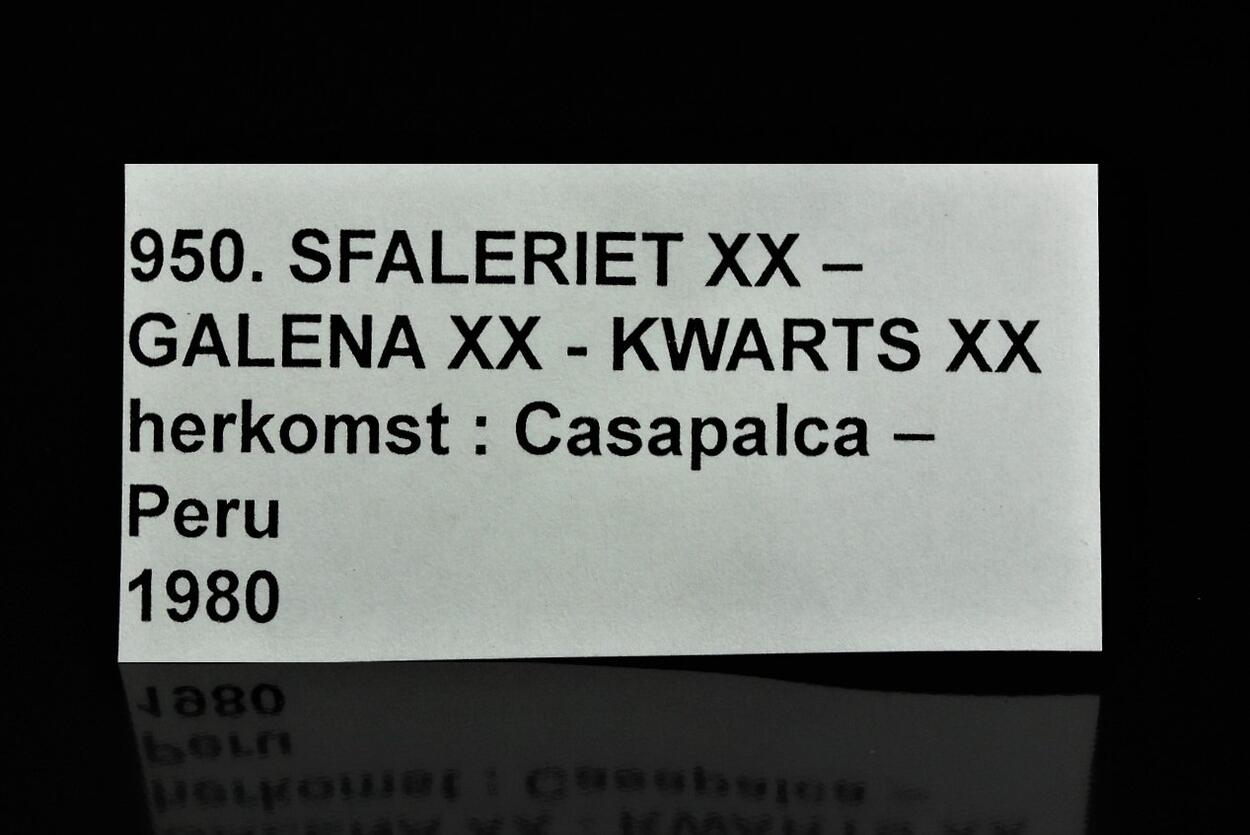 950. SFALERIET XX –
GALENA XX - KWARTS XX
herkomst : Casapalca –
Peru
1980